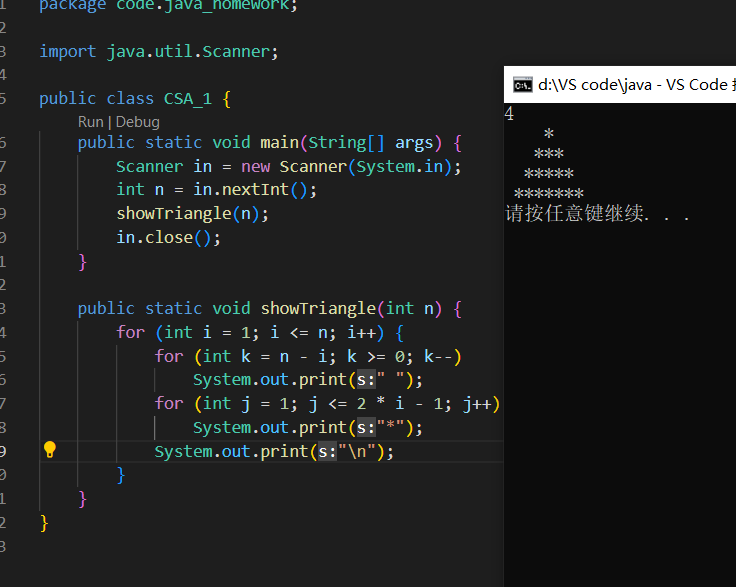 package code.java_homework;
import java.util.Scanner;
public class CSA_1 {
Run | Debug
public static void main(String[] args) {
Scanner in = new Scanner(System.in);
int n = in.nextInt();
showTriangle(n);
in.close();
}
public static void showTriangle(int n) {
for (int i = 1; i <= n; i++) {
for (int k = n - i; k >= 0; k--)
System.out.print(s:" ");
for (int j = 1; j <= 2 * i - 1; j++)
System.out.print(s:"*");
System.out.print(s:"\n");
}
}
}
d:\VS code\java - VS Code
4
*
***
*****
*******
请按任意键继续. . .